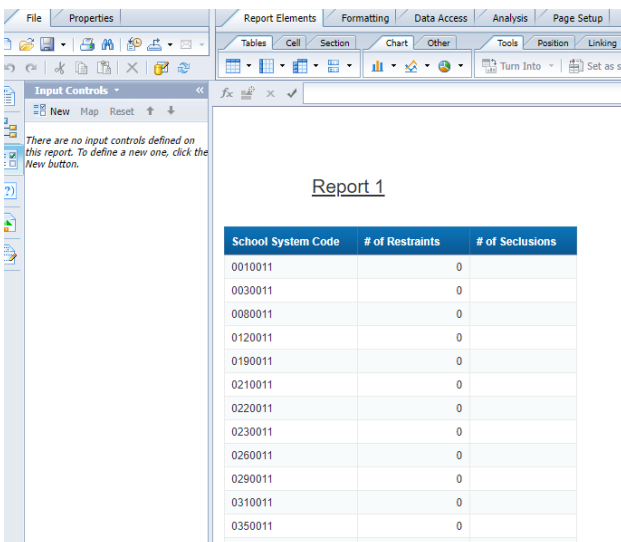 File Properties Report Elements Formatting Data Access Analysis Page Setup
Tables Cell Section Chart Other Tools Position Linking
Turn Into Set as s
Input Controls
New Map Reset
There are no input controls defined on
this report. To define a new one, click the
New button.
Report 1
School System Code # of Restraints # of Seclusions
0010011 0
0030011 0
0080011 0
0120011 0
0190011 0
0210011 0
0220011 0
0230011 0
0260011 0
0290011 0
0310011 0
0350011 0